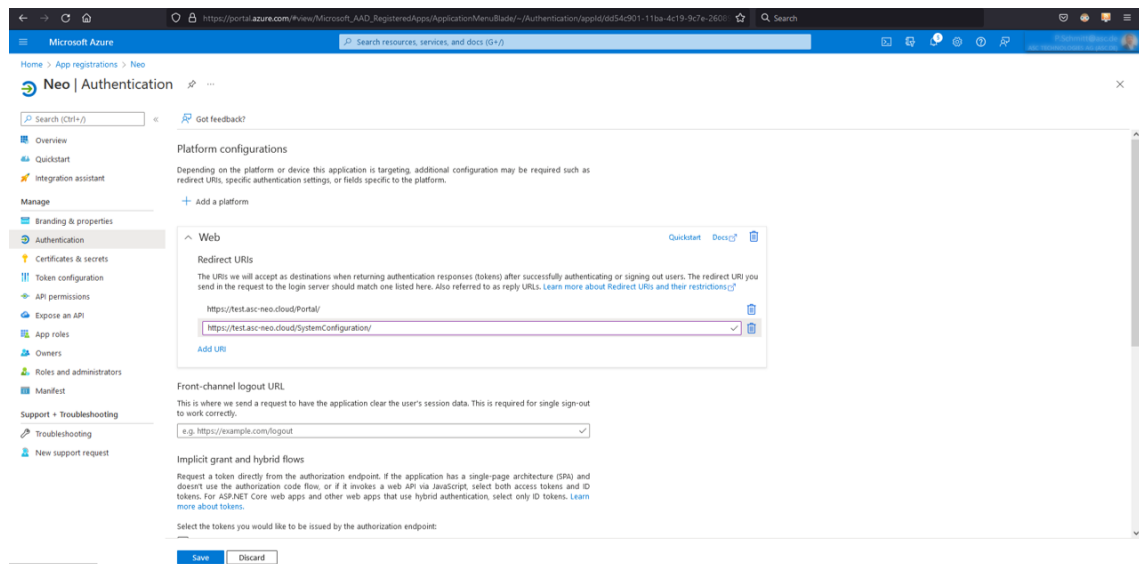 https://portal.azure.com/#view/Microsoft_AAD_RegisteredApps/ApplicationMenuBlade/~/Authentication/appId/dd54c901-11ba-4c19-9c7e-2608
Search
Microsoft Azure
Search resources, services, and docs (G+/)
1
Home > App registrations > Neo
Neo | Authentication
Search (Ctrl+/)
«
Got feedback?
Overview
Quickstart
Integration assistant
Manage
Branding & properties
Authentication
Certificates & secrets
Token configuration
API permissions
Expose an API
App roles
Owners
Roles and administrators
Manifest
Support + Troubleshooting
Troubleshooting
New support request
Platform configurations
Depending on the platform or device this application is targeting, additional configuration may be required such as
redirect URIs, specific authentication settings, or fields specific to the platform.
+ Add a platform
Web
Quickstart Docs
Redirect URIs
The URIs we will accept as destinations when returning authentication responses (tokens) after successfully authenticating or signing out users. The redirect URI you
send in the request to the login server should match one listed here. Also referred to as reply URLs. Learn more about Redirect URIs and their restrictions
https://test.asc-neo.cloud/Portal/
https://test.asc-neo.cloud/SystemConfiguration/
Add URI
Front-channel logout URL
This is where we send a request to have the application clear the user's session data. This is required for single sign-out
to work correctly.
e.g. https://example.com/logout
Implicit grant and hybrid flows
Request a token directly from the authorization endpoint. If the application has a single-page architecture (SPA) and
doesn't use the authorization code flow, or if it invokes a web API via JavaScript, select both access tokens and ID
tokens. For ASP.NET Core web apps and other web apps that use hybrid authentication, select only ID tokens. Learn
more about tokens.
Select the tokens you would like to be issued by the authorization endpoint:
Save
Discard